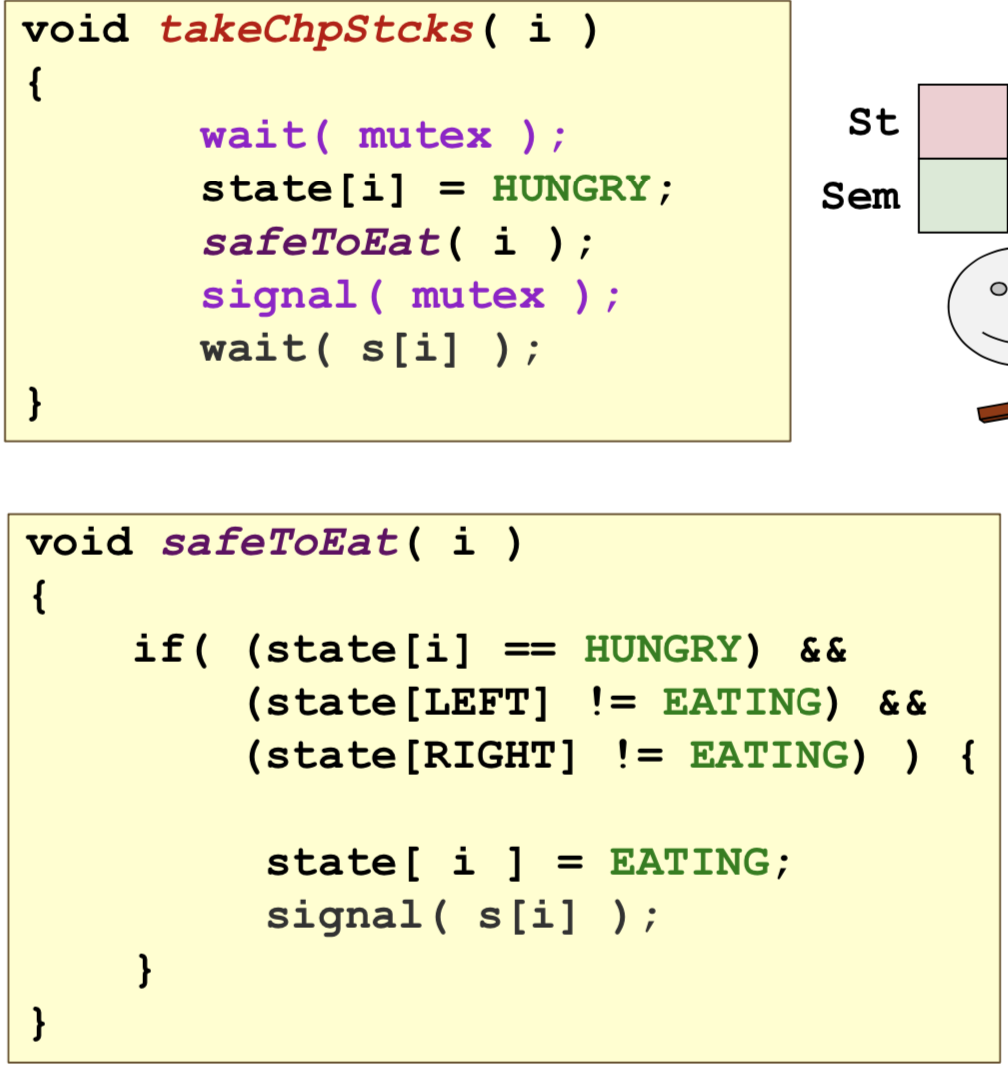 void takeChpStcks( i )
{
wait( mutex );
state[i] = HUNGRY;
safeToEat( i );
signal( mutex );
wait( s[i] );
}
St
Sem
void safeToEat( i )
{
if( (state[i] == HUNGRY) &&
(state[LEFT] != EATING) &&
(state[RIGHT] != EATING) ) {
state[ i ] = EATING;
signal( s[i] );
}
}